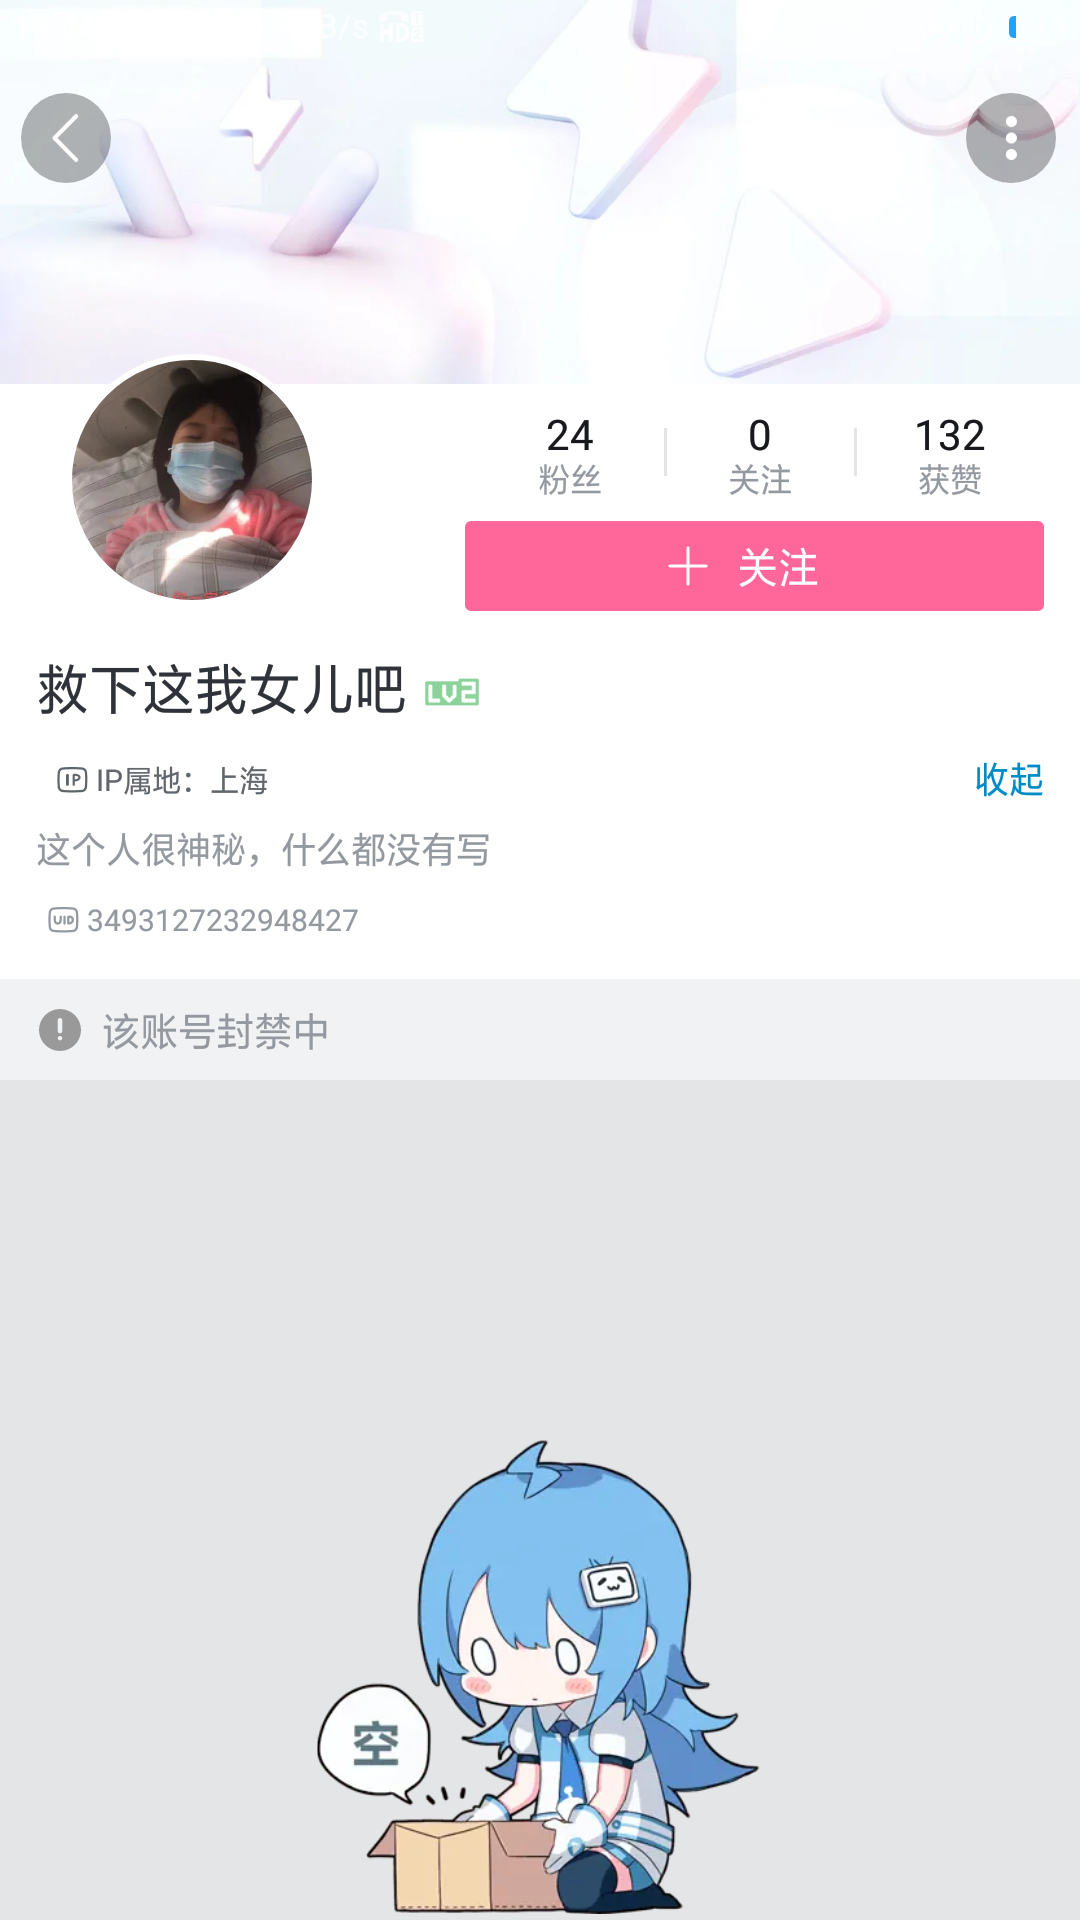 B/s HD
24
0
132
粉丝
关注
获赞
关注
救下这我女儿吧 LV2
IP IP属地：上海
收起
这个人很神秘，什么都没有写
UID 3493127232948427
该账号封禁中
空